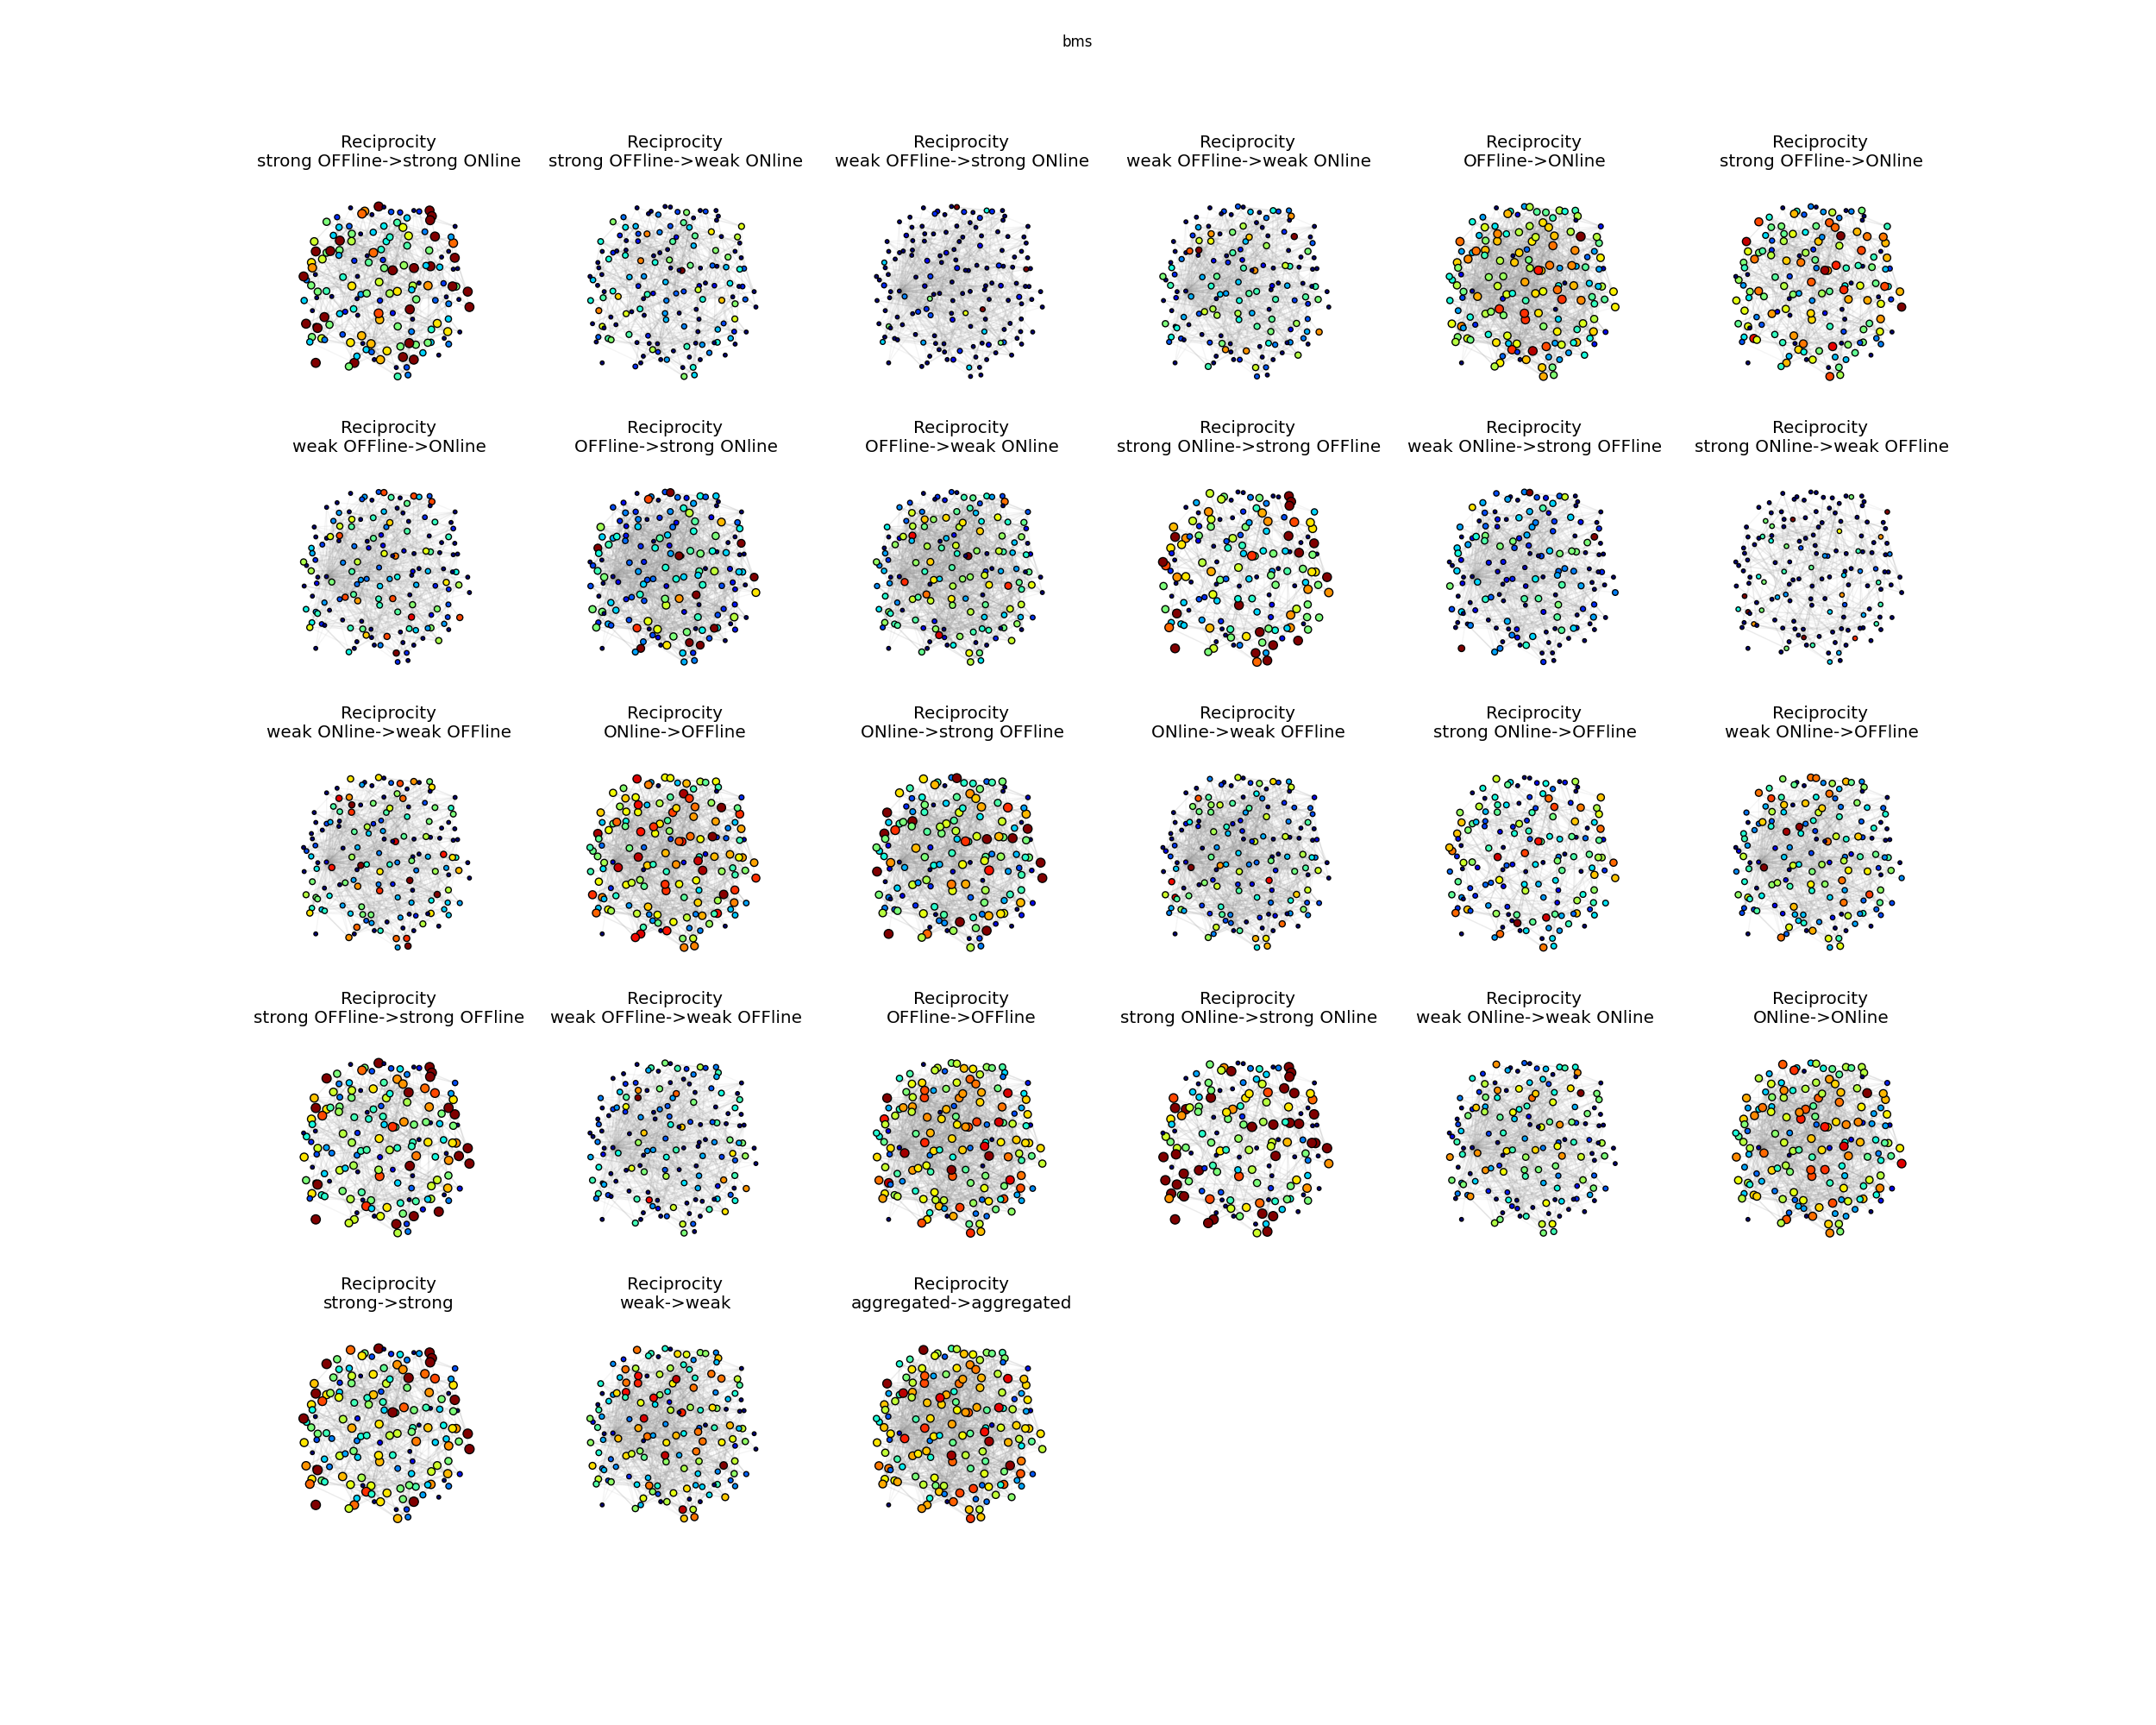 bms
Reciprocity
strong OFFline->strong ONline
Reciprocity
strong OFFline->weak ONline
Reciprocity
weak OFFline->strong ONline
Reciprocity
weak OFFline->weak ONline
Reciprocity
OFFline->ONline
Reciprocity
strong OFFline->ONline
Reciprocity
weak OFFline->ONline
Reciprocity
OFFline->strong ONline
Reciprocity
OFFline->weak ONline
Reciprocity
strong ONline->strong OFFline
Reciprocity
weak ONline->strong OFFline
Reciprocity
strong ONline->weak OFFline
Reciprocity
weak ONline->weak OFFline
Reciprocity
ONline->OFFline
Reciprocity
ONline->strong OFFline
Reciprocity
ONline->weak OFFline
Reciprocity
strong ONline->OFFline
Reciprocity
weak ONline->OFFline
Reciprocity
strong OFFline->strong OFFline
Reciprocity
weak OFFline->weak OFFline
Reciprocity
OFFline->OFFline
Reciprocity
strong ONline->strong ONline
Reciprocity
weak ONline->weak ONline
Reciprocity
ONline->ONline
Reciprocity
strong->strong
Reciprocity
weak->weak
Reciprocity
aggregated->aggregated